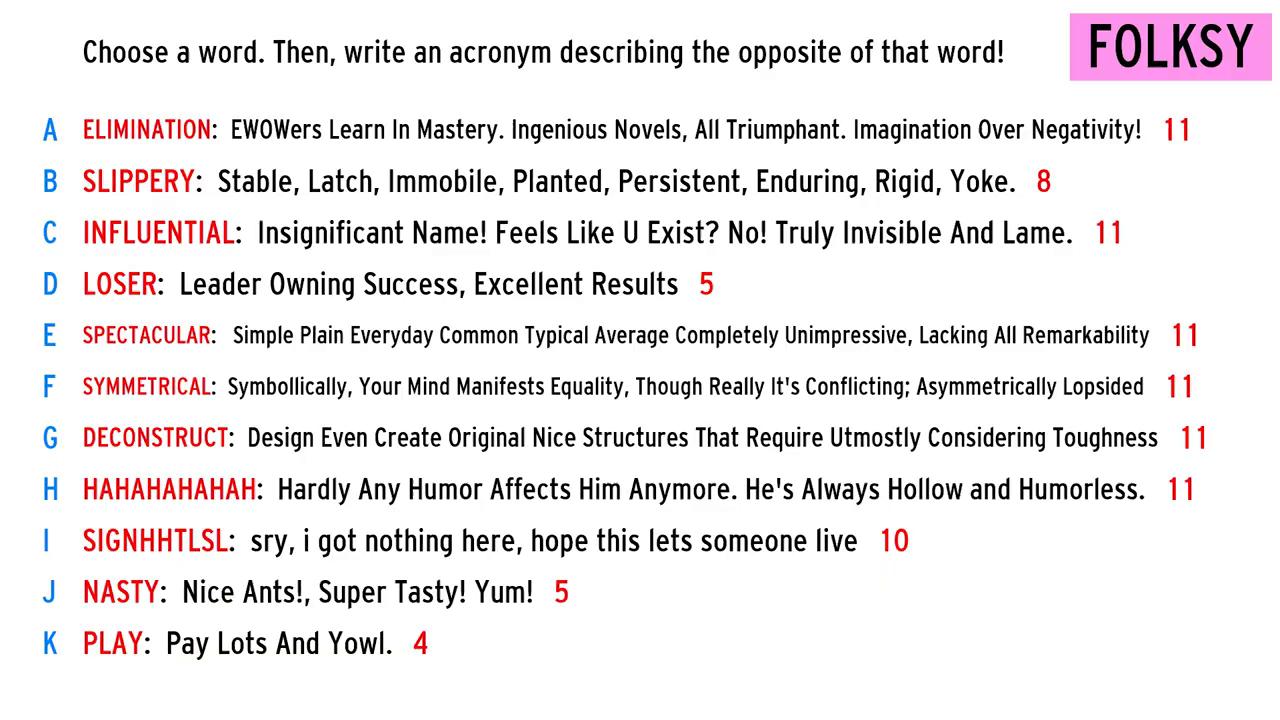 Choose a word. Then, write an acronym describing the opposite of that word!
FOLKSY
A ELIMINATION: EWOWers Learn In Mastery. Ingenious Novels, All Triumphant. Imagination Over Negativity! 11
B SLIPPERY: Stable, Latch, Immobile, Planted, Persistent, Enduring, Rigid, Yoke. 8
C INFLUENTIAL: Insignificant Name! Feels Like U Exist? No! Truly Invisible And Lame. 11
D LOSER: Leader Owning Success, Excellent Results 5
E SPECTACULAR: Simple Plain Everyday Common Typical Average Completely Unimpressive, Lacking All Remarkability 11
F SYMMETRICAL: Symbollically, Your Mind Manifests Equality, Though Really It's Conflicting; Asymmetrically Lopsided 11
G DECONSTRUCT: Design Even Create Original Nice Structures That Require Utmostly Considering Toughness 11
H HAHAHAHAHAH: Hardly Any Humor Affects Him Anymore. He's Always Hollow and Humorless. 11
I SIGNHHTLSL: sry, i got nothing here, hope this lets someone live 10
J NASTY: Nice Ants!, Super Tasty! Yum! 5
K PLAY: Pay Lots And Yowl. 4